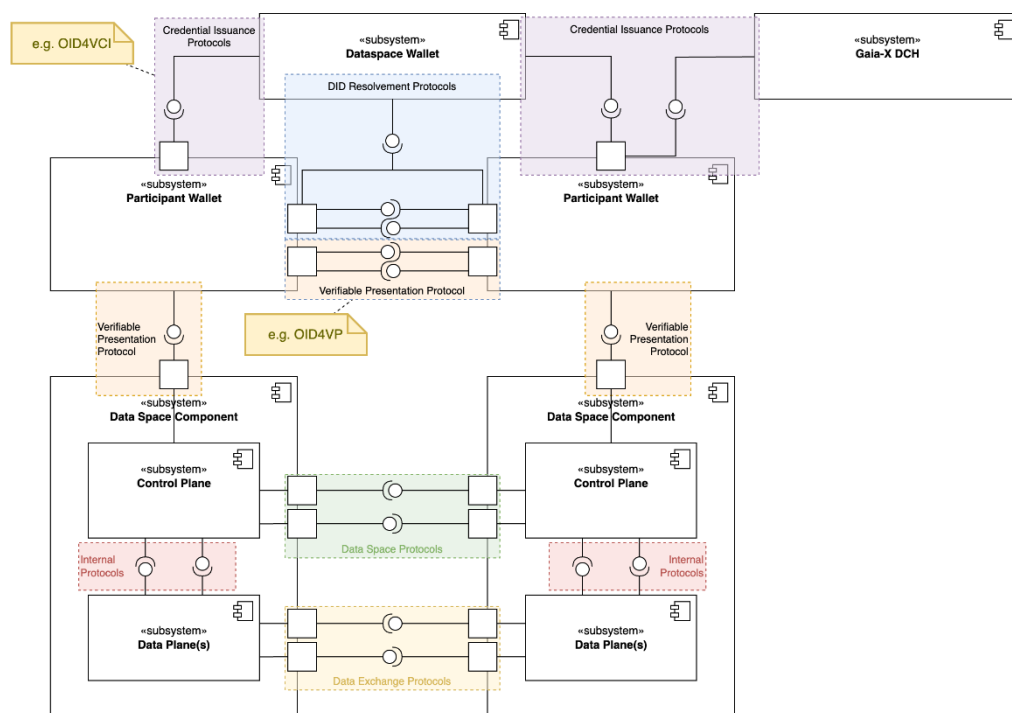 e.g. OID4VCI
Credential Issuance
Protocols
«subsystem»
Dataspace Wallet
Credential Issuance Protocols
«subsystem»
Gaia-X DCH
DID Resolvement Protocols
«subsystem»
Participant Wallet
«subsystem»
Participant Wallet
Verifiable Presentation Protocol
e.g. OID4VP
Verifiable
Presentation
Protocol
Verifiable
Presentation
Protocol
«subsystem»
Data Space Component
«subsystem»
Data Space Component
«subsystem»
Control Plane
«subsystem»
Control Plane
Data Space Protocols
Internal
Protocols
Internal
Protocols
«subsystem»
Data Plane(s)
«subsystem»
Data Plane(s)
Data Exchange Protocols